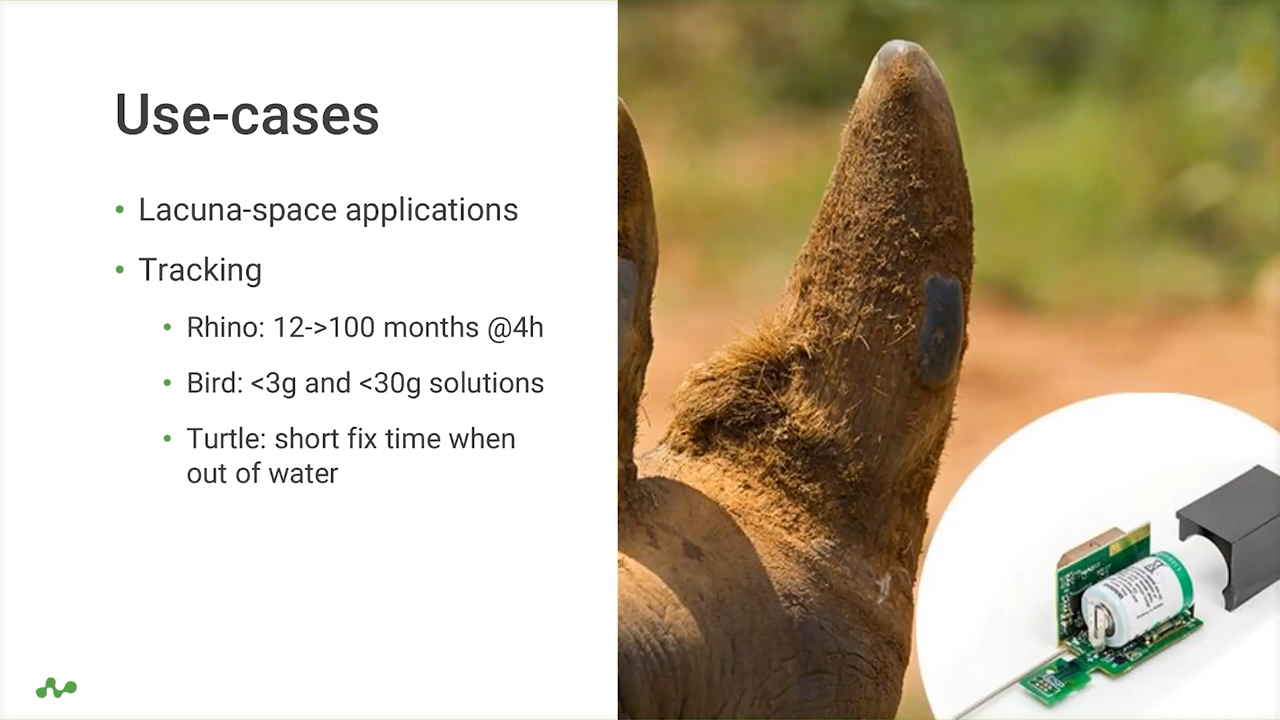 Use-cases
• Lacuna-space applications
• Tracking
• Rhino: 12->100 months @4h
• Bird: <3g and <30g solutions
• Turtle: short fix time when
out of water